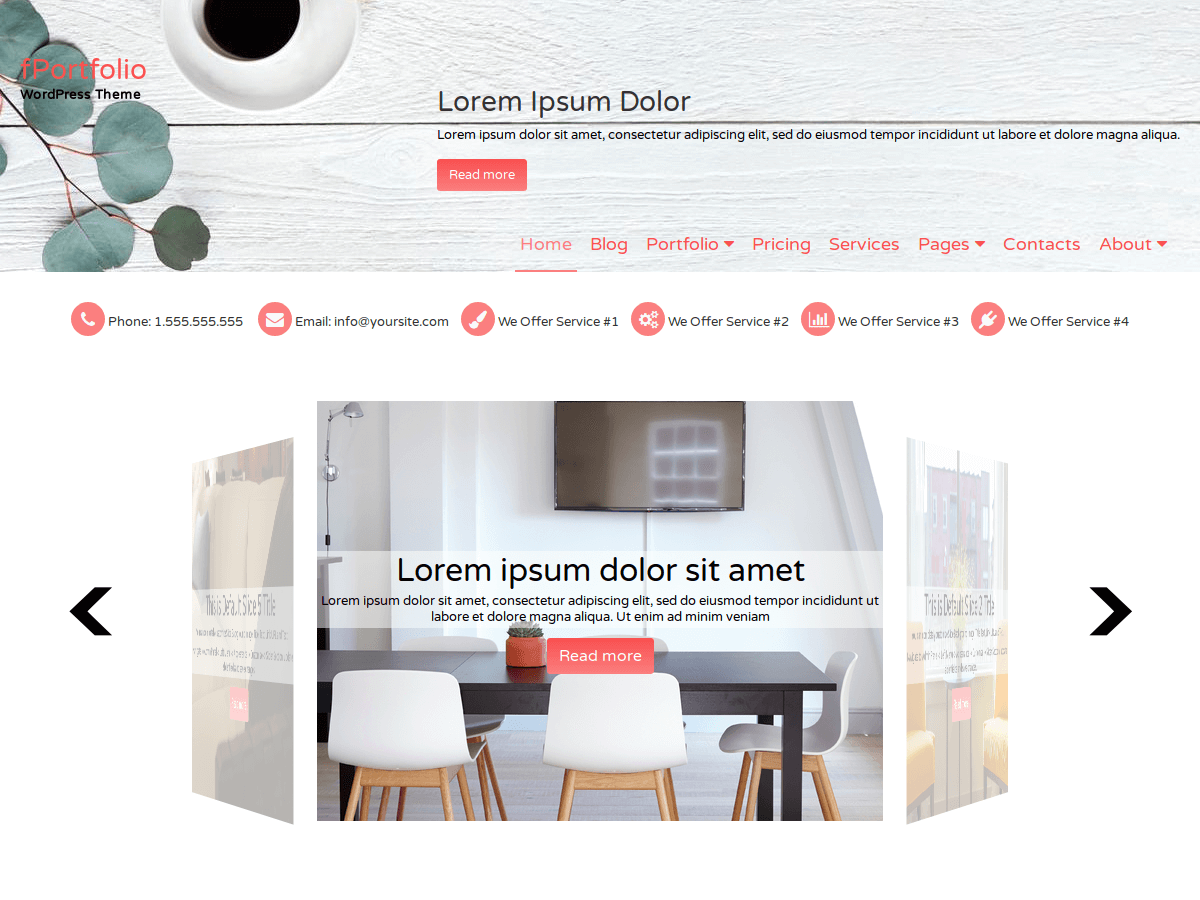 fPortfolio
WordPress Theme
Lorem Ipsum Dolor
Lorem ipsum dolor sit amet, consectetur adipiscing elit, sed do eiusmod tempor incididunt ut labore et dolore magna aliqua.
Read more
Home Blog Portfolio Pricing Services Pages Contacts About
Phone: 1.555.555.555 Email: info@yoursite.com We Offer Service #1 We Offer Service #2 We Offer Service #3 We Offer Service #4
Lorem ipsum dolor sit amet
Lorem ipsum dolor sit amet, consectetur adipiscing elit, sed do eiusmod tempor incididunt ut
labore et dolore magna aliqua. Ut enim ad minim veniam
Read more
This is Default Slide 5 Title
This is Default Slide 2 Title
Read more